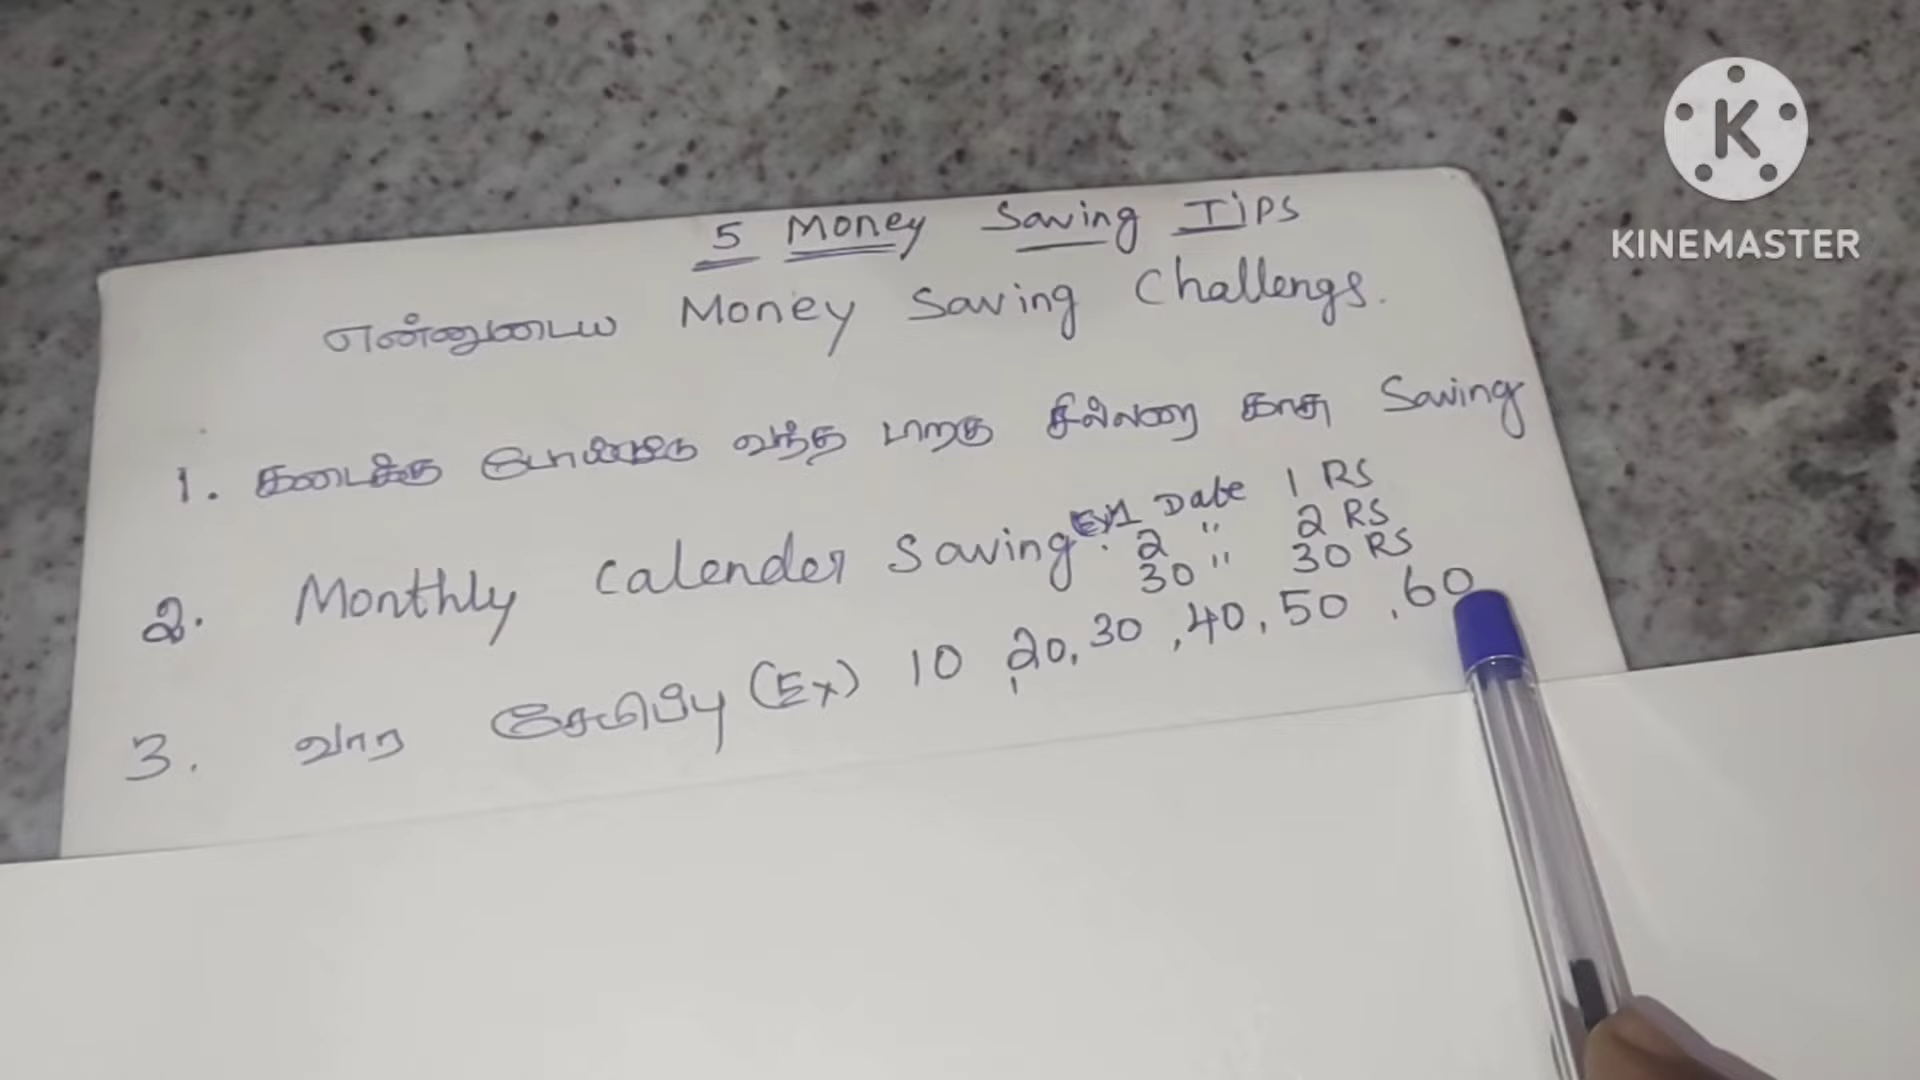 5 Money Saving TIPS
என்னுடைய Money Saving Challengs.
1. கடைக்கு போயிட்டு வந்த பிறகு சில்லறை காசு Saving
2. Monthly Calender Saving Ex 1 Date 1 RS
2 " 2 RS
30 " 30 RS
3. வார சேமிப்பு (Ex) 10, 20, 30, 40, 50, 60
K
KINEMASTER